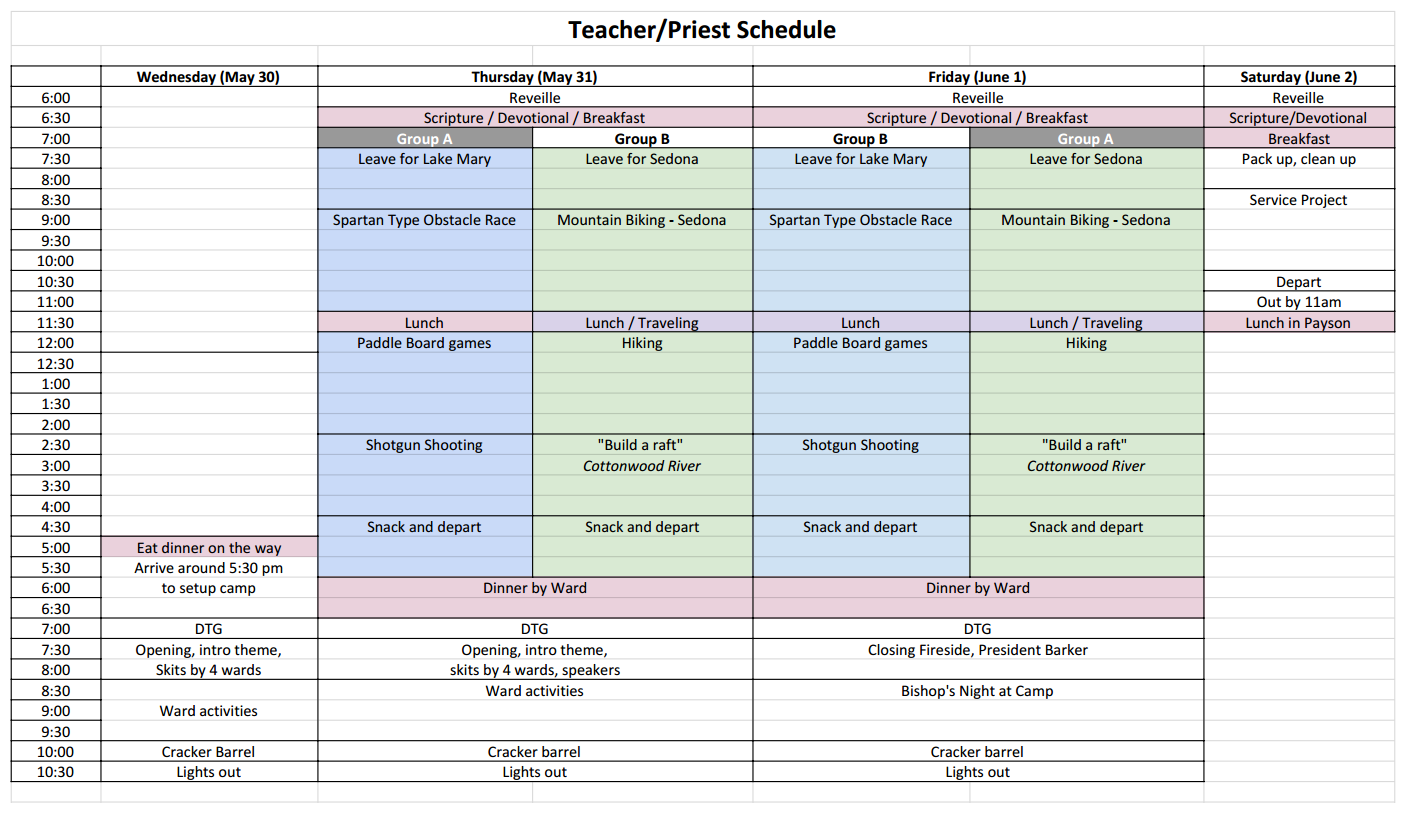 Teacher/Priest Schedule
Wednesday (May 30) Thursday (May 31) Friday (June 1) Saturday (June 2)
6:00 Reveille Reveille Reveille
6:30 Scripture / Devotional / Breakfast Scripture / Devotional / Breakfast Scripture/Devotional
7:00 Group A Group B Group B Group A Breakfast
7:30 Leave for Lake Mary Leave for Sedona Leave for Lake Mary Leave for Sedona Pack up, clean up
8:00
8:30 Service Project
9:00 Spartan Type Obstacle Race Mountain Biking - Sedona Spartan Type Obstacle Race Mountain Biking - Sedona
9:30
10:00
10:30 Depart
11:00 Out by 11am
11:30 Lunch Lunch / Traveling Lunch Lunch / Traveling Lunch in Payson
12:00 Paddle Board games Hiking Paddle Board games Hiking
12:30
1:00
1:30
2:00
2:30 Shotgun Shooting "Build a raft" Shotgun Shooting "Build a raft"
3:00 Cottonwood River Cottonwood River
3:30
4:00
4:30 Snack and depart Snack and depart Snack and depart Snack and depart
5:00 Eat dinner on the way
5:30 Arrive around 5:30 pm
6:00 to setup camp Dinner by Ward Dinner by Ward
6:30
7:00 DTG DTG DTG
7:30 Opening, intro theme, Opening, intro theme, Closing Fireside, President Barker
8:00 Skits by 4 wards skits by 4 wards, speakers
8:30 Ward activities Bishop's Night at Camp
9:00 Ward activities
9:30
10:00 Cracker Barrel Cracker barrel Cracker barrel
10:30 Lights out Lights out Lights out